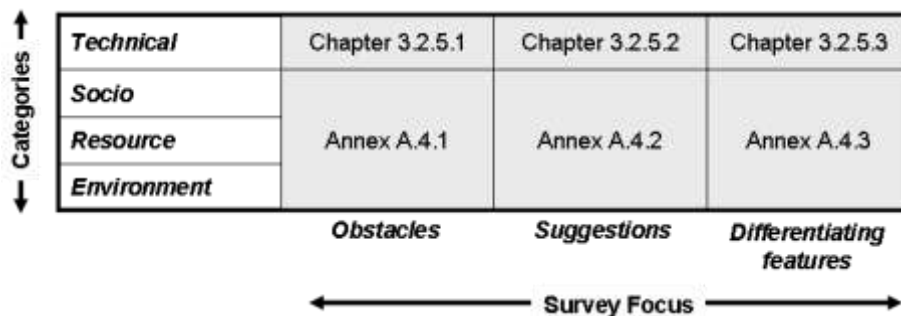 Categories
Technical Chapter 3.2.5.1 Chapter 3.2.5.2 Chapter 3.2.5.3
Socio
Resource Annex A.4.1 Annex A.4.2 Annex A.4.3
Environment
Obstacles Suggestions Differentiating
features
Survey Focus